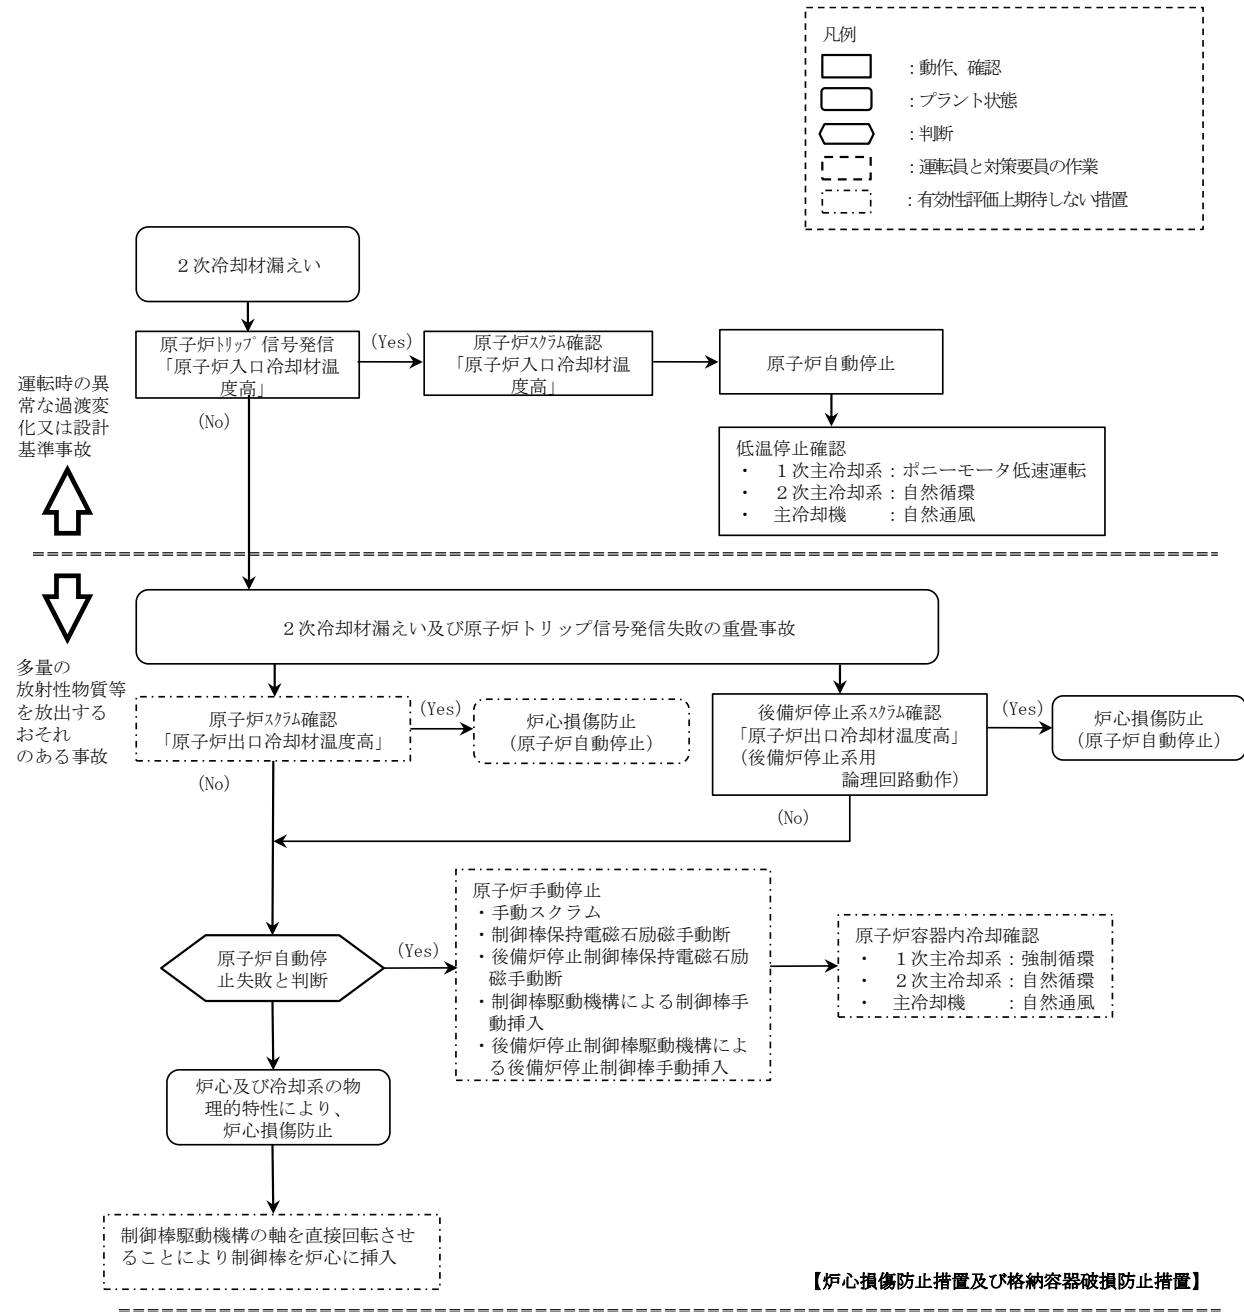 凡例
：動作、確認
：プラント状態
：判断
：運転員と対策要員の作業
：有効性評価上期待しない措置
２次冷却材漏えい
原子炉ﾄﾘｯﾌﾟ信号発信
「原子炉入口冷却材温
度高」
(Yes)
原子炉ｽｸﾗﾑ確認
「原子炉入口冷却材温
度高」
原子炉自動停止
(No)
運転時の異
常な過渡変
化又は設計
基準事故
低温停止確認
・　１次主冷却系：ポニーモータ低速運転
・　２次主冷却系：自然循環
・　主冷却機　　：自然通風
２次冷却材漏えい及び原子炉トリップ信号発信失敗の重畳事故
多量の
放射性物質等
を放出する
おそれ
のある事故
原子炉ｽｸﾗﾑ確認
「原子炉出口冷却材温度高」
(Yes)
炉心損傷防止
（原子炉自動停止）
後備炉停止系ｽｸﾗﾑ確認
「原子炉出口冷却材温度高」
（後備炉停止系用
論理回路動作）
(Yes)
炉心損傷防止
（原子炉自動停止）
(No)
(No)
原子炉自動停
止失敗と判断
(Yes)
原子炉手動停止
・手動スクラム
・制御棒保持電磁石励磁手動断
・後備炉停止制御棒保持電磁石励
磁手動断
・制御棒駆動機構による制御棒手
動挿入
・後備炉停止制御棒駆動機構によ
る後備炉停止制御棒手動挿入
原子炉容器内冷却確認
・　１次主冷却系：強制循環
・　２次主冷却系：自然循環
・　主冷却機　　：自然通風
炉心及び冷却系の物
理的特性により、
炉心損傷防止
制御棒駆動機構の軸を直接回転させ
ることにより制御棒を炉心に挿入
【炉心損傷防止措置及び格納容器破損防止措置】